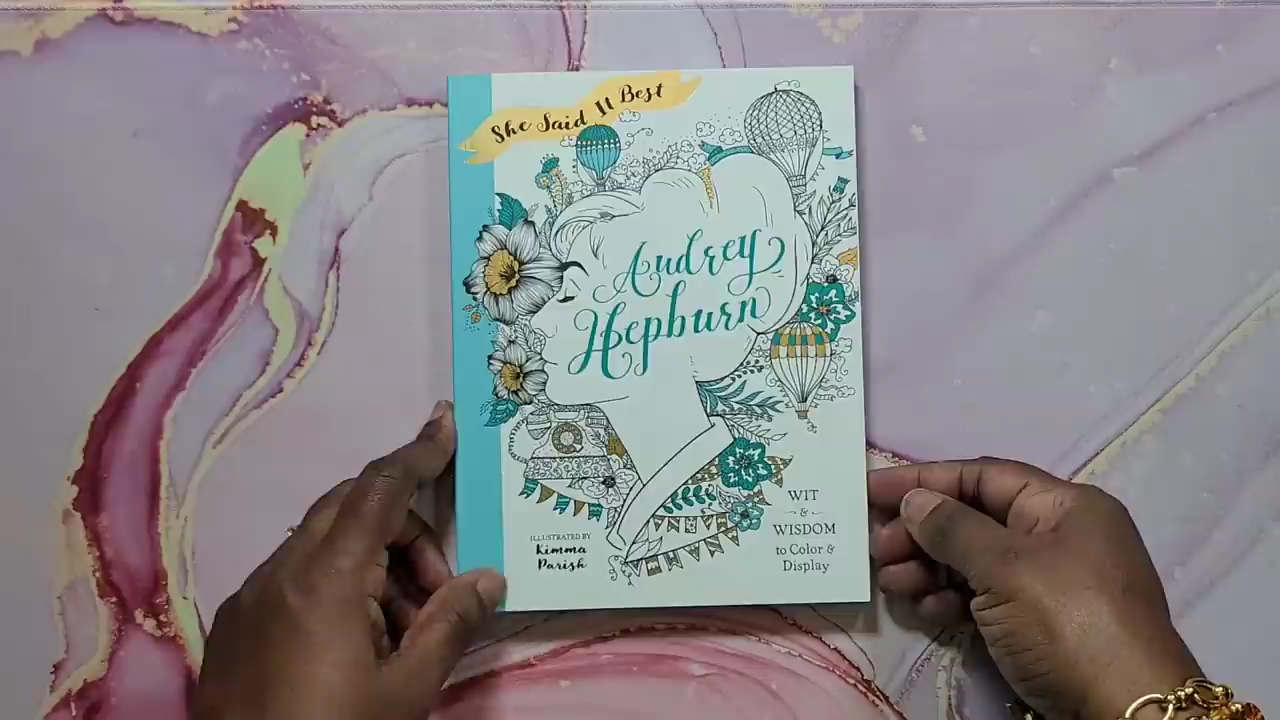 She Said It Best
Audrey
Hepburn
ILLUSTRATED BY
Kimma
Parish
WIT
&
WISDOM
to Color &
Display